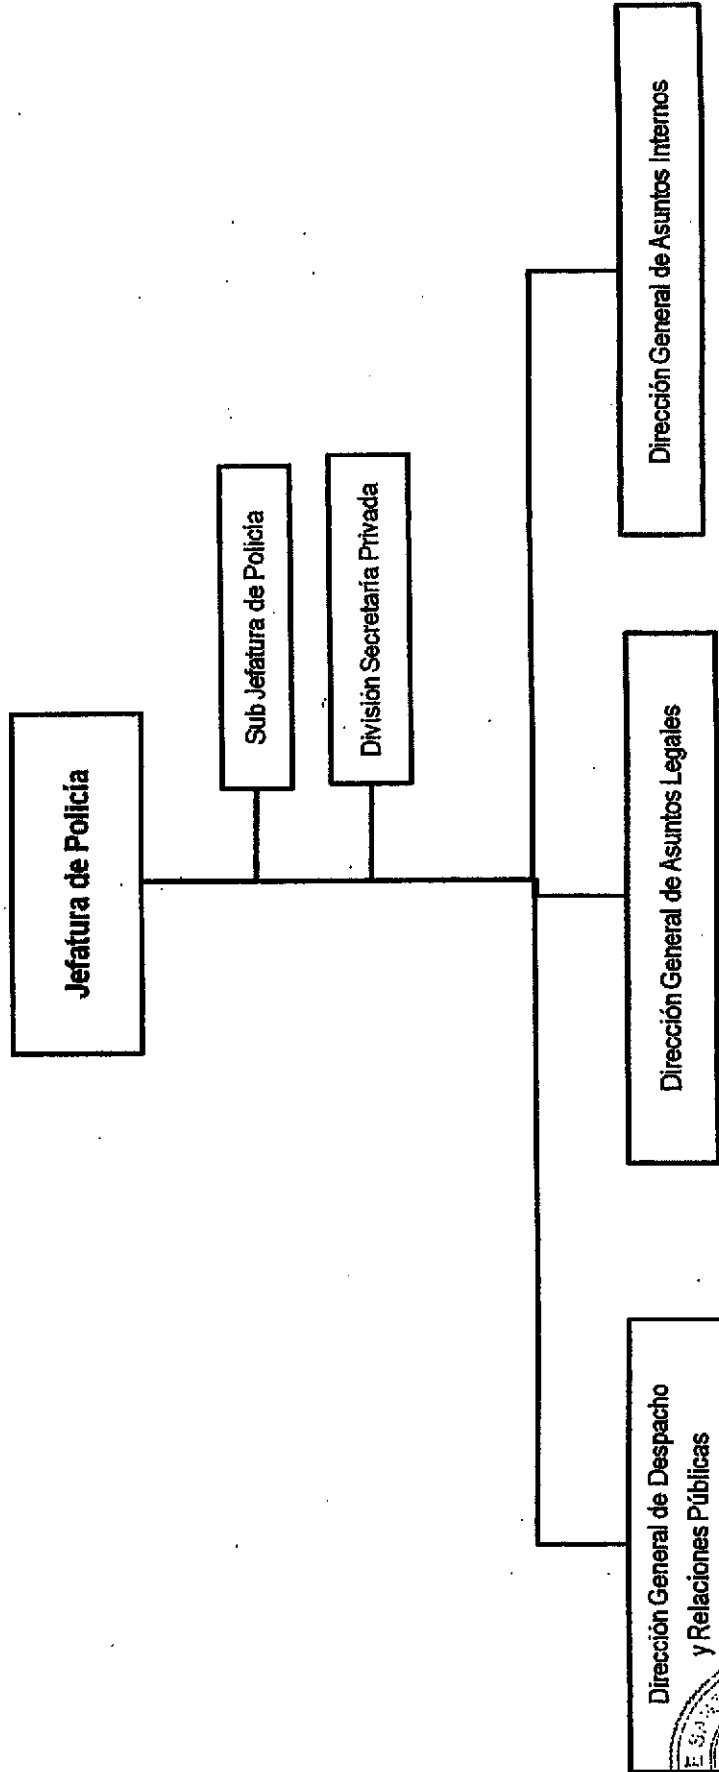 Jefatura de Policía
Sub Jefatura de Policía
División Secretaría Privada
Dirección General de Despacho
y Relaciones Públicas
Dirección General de Asuntos Legales
Dirección General de Asuntos Internos